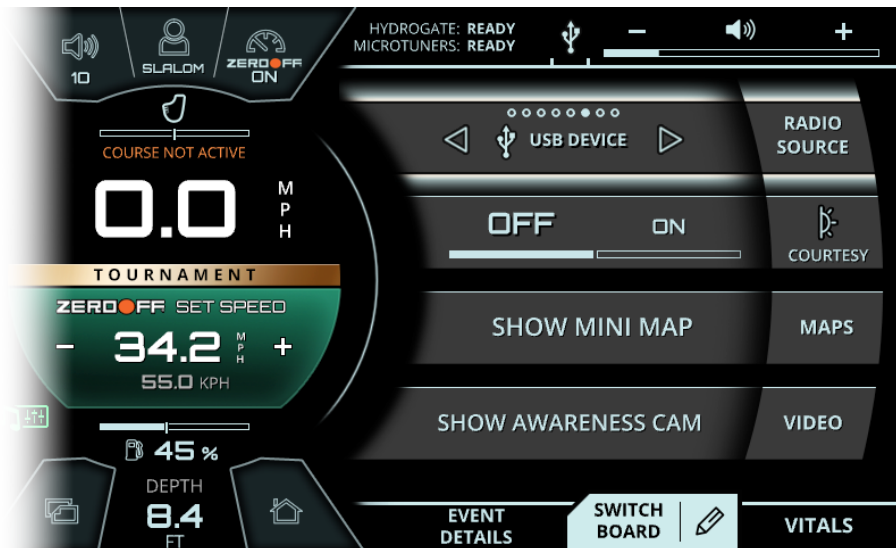 10
SLALOM
ZEROOFF
ON
HYDROGATE: READY
MICROTUNERS: READY
-
+
COURSE NOT ACTIVE
0.0
MPH
TOURNAMENT
ZEROOFF SET SPEED
- 34.2 MPH +
55.0 KPH
45 %
DEPTH
8.4
FT
USB DEVICE
RADIO
SOURCE
OFF ON
COURTESY
SHOW MINI MAP
MAPS
SHOW AWARENESS CAM
VIDEO
EVENT
DETAILS
SWITCH
BOARD
VITALS